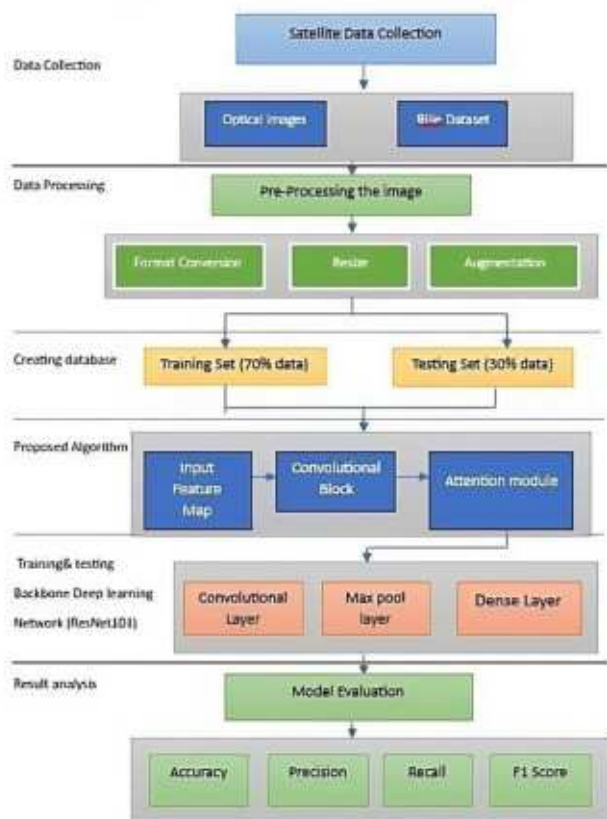 Satellite Data Collection
Data Collection
Optical Images
Bijie Dataset
Data Processing
Pre-Processing the image
Format Conversion
Resize
Augmentation
Creating database
Training Set (70% data)
Testing Set (30% data)
Proposed Algorithm
Input
Feature
Map
Convolutional
Block
Attention module
Training& testing
Backbone Deep learning
Network
Convolutional
Layer
Max pool
layer
Dense Layer
Result analysis
Model Evaluation
Accuracy
Precision
Recall
F1 Score